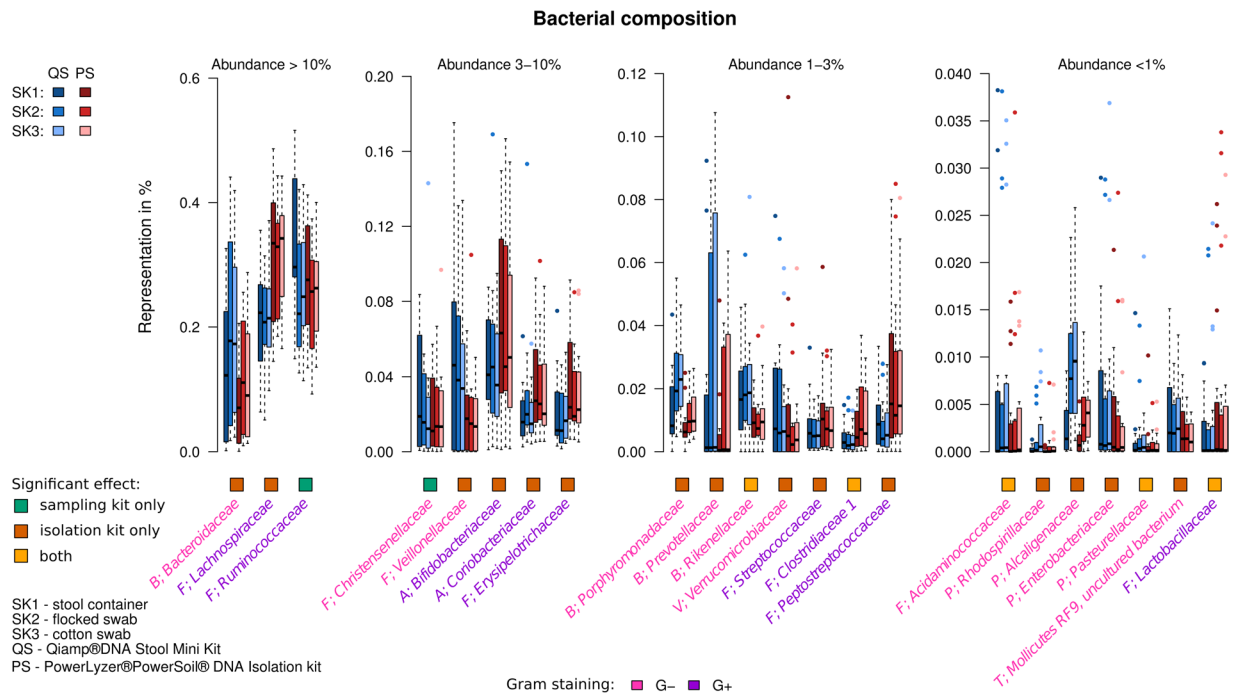 Bacterial composition
QS PS
SK1:
SK2:
SK3:
Representation in %
Abundance > 10%
0.6
0.4
0.2
0.0
Abundance 3−10%
0.20
0.16
0.12
0.08
0.04
0.00
Abundance 1−3%
0.12
0.10
0.08
0.06
0.04
0.02
0.00
Abundance <1%
0.040
0.035
0.030
0.025
0.020
0.015
0.010
0.005
0.000
Significant effect:
sampling kit only
isolation kit only
both
B; Bacteroidaceae
F; Lachnospiraceae
F; Ruminococcaceae
F; Christensenellaceae
F; Veillonellaceae
A; Bifidobacteriaceae
A; Coriobacteriaceae
F; Erysipelotrichaceae
B; Porphyromonadaceae
B; Prevotellaceae
B; Rikenellaceae
V; Verrucomicrobiaceae
F; Streptococcaceae
F; Clostridiaceae 1
F; Peptostreptococcaceae
F; Acidaminococcaceae
P; Rhodospirillaceae
P; Alcaligenaceae
P; Enterobacteriaceae
P; Pasteurellaceae
T; Mollicutes RF9, uncultured bacterium
F; Lactobacillaceae
SK1 - stool container
SK2 - flocked swab
SK3 - cotton swab
QS - Qiamp®DNA Stool Mini Kit
PS - PowerLyzer®PowerSoil® DNA Isolation kit
Gram staining: G− G+